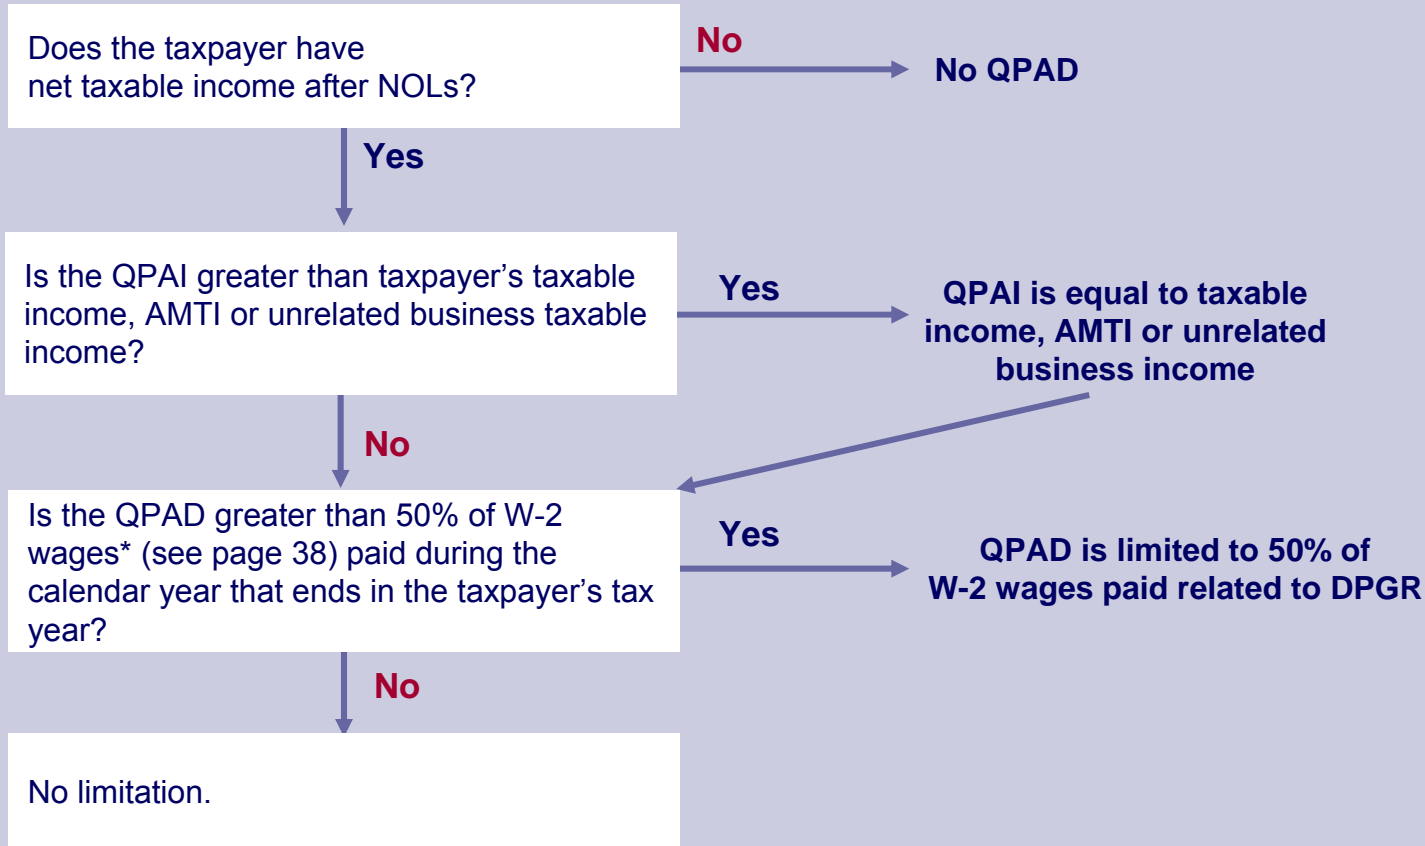 Does the taxpayer have
net taxable income after NOLs?
No
No QPAD
Yes
Is the QPAI greater than taxpayer’s taxable
income, AMTI or unrelated business taxable
income?
Yes
QPAI is equal to taxable
income, AMTI or unrelated
business income
No
Is the QPAD greater than 50% of W-2
wages* (see page 38) paid during the
calendar year that ends in the taxpayer’s tax
year?
Yes
QPAD is limited to 50% of
W-2 wages paid related to DPGR
No
No limitation.